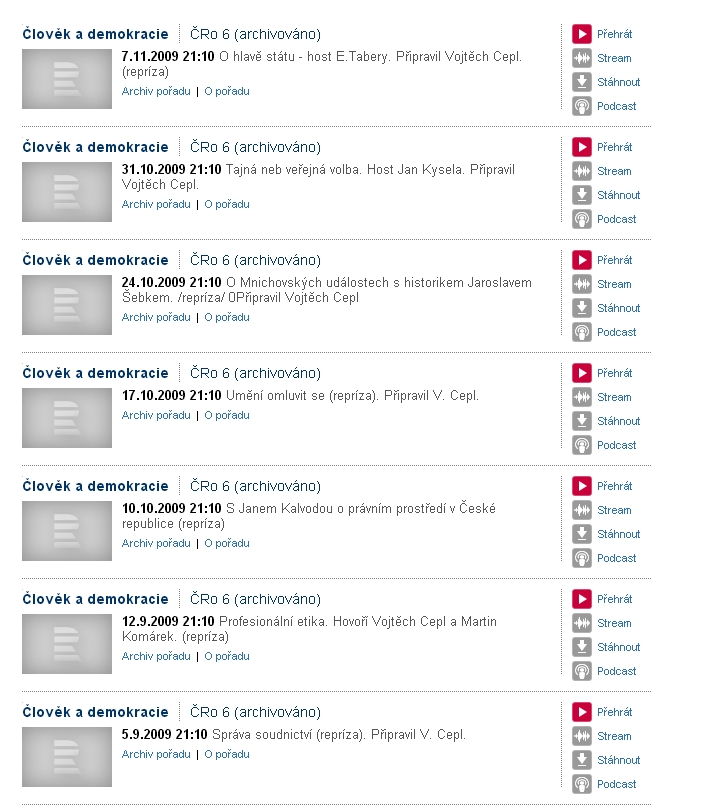 Člověk a demokracie ČRo 6 (archivováno) Přehrát
7.11.2009 21:10 O hlavě státu - host E.Tabery. Připravil Vojtěch Cepl. Stream
(repríza)
Archiv pořadu | O pořadu Stáhnout
Podcast
Člověk a demokracie ČRo 6 (archivováno) Přehrát
31.10.2009 21:10 Tajná neb veřejná volba. Host Jan Kysela. Připravil Stream
Vojtěch Cepl.
Archiv pořadu | O pořadu Stáhnout
Podcast
Člověk a demokracie ČRo 6 (archivováno) Přehrát
24.10.2009 21:10 O Mnichovských událostech s historikem Jaroslavem Stream
Šebkem. /repríza/ 0Připravil Vojtěch Cepl
Archiv pořadu | O pořadu Stáhnout
Podcast
Člověk a demokracie ČRo 6 (archivováno) Přehrát
17.10.2009 21:10 Umění omluvit se (repríza). Připravil V. Cepl. Stream
Archiv pořadu | O pořadu Stáhnout
Podcast
Člověk a demokracie ČRo 6 (archivováno) Přehrát
10.10.2009 21:10 S Janem Kalvodou o právním prostředí v České Stream
republice (repríza)
Archiv pořadu | O pořadu Stáhnout
Podcast
Člověk a demokracie ČRo 6 (archivováno) Přehrát
12.9.2009 21:10 Profesionální etika. Hovoří Vojtěch Cepl a Martin Stream
Komárek. (repríza)
Archiv pořadu | O pořadu Stáhnout
Podcast
Člověk a demokracie ČRo 6 (archivováno) Přehrát
5.9.2009 21:10 Správa soudnictví (repríza). Připravil V. Cepl. Stream
Archiv pořadu | O pořadu Stáhnout
Podcast